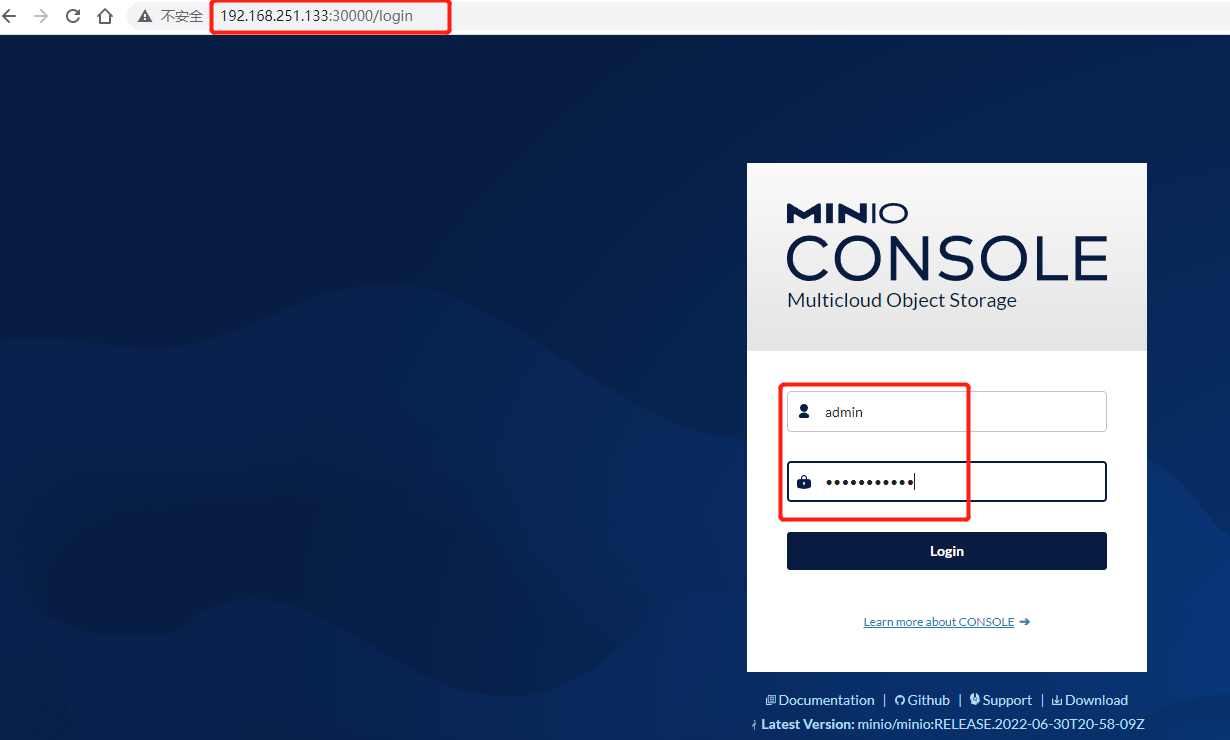 不安全 192.168.251.133:30000/login
MINIO
CONSOLE
Multicloud Object Storage
admin
•••••••••••
Login
Learn more about CONSOLE
Documentation | Github | Support | Download
Latest Version: minio/minio:RELEASE.2022-06-30T20-58-09Z